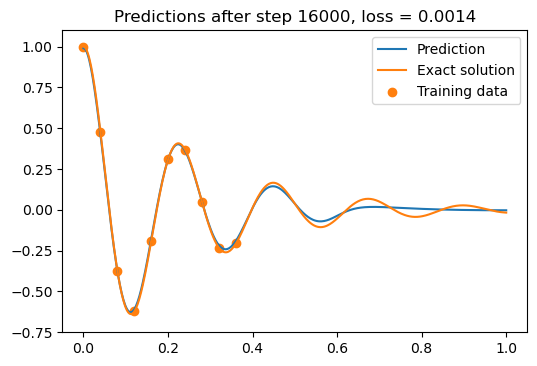 Predictions after step 16000, loss = 0.0014
Prediction
Exact solution
Training data
1.00
0.75
0.50
0.25
0.00
−0.25
−0.50
−0.75
0.0 0.2 0.4 0.6 0.8 1.0